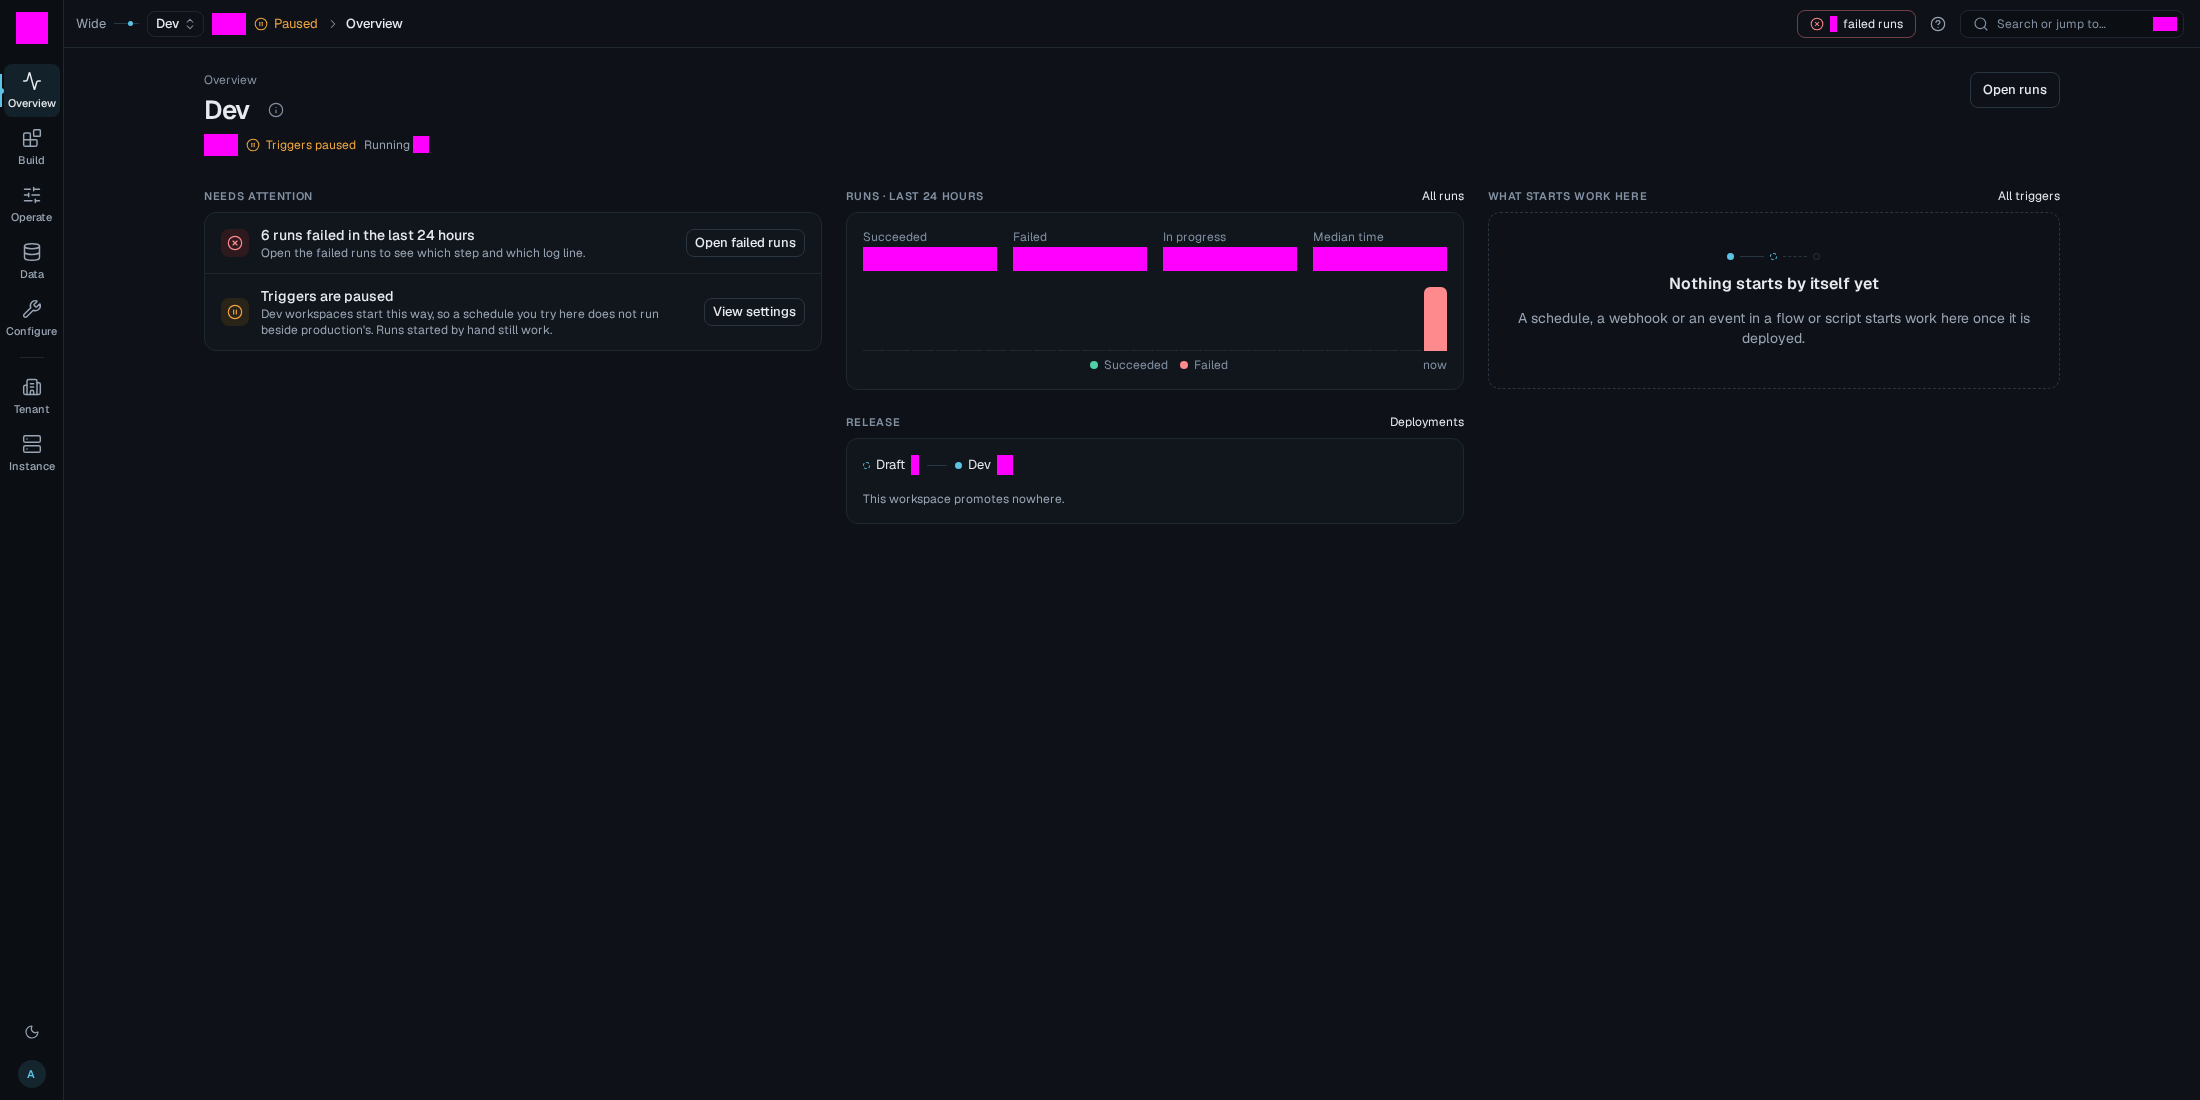 Wide
Dev
Paused
Overview
failed runs
Search or jump to…
Overview
Build
Operate
Data
Configure
Tenant
Instance
A
Overview
Dev
Triggers paused
Running
Open runs
NEEDS ATTENTION
6 runs failed in the last 24 hours
Open the failed runs to see which step and which log line.
Open failed runs
Triggers are paused
Dev workspaces start this way, so a schedule you try here does not run
beside production's. Runs started by hand still work.
View settings
RUNS · LAST 24 HOURS
All runs
Succeeded
Failed
In progress
Median time
Succeeded
Failed
now
RELEASE
Deployments
Draft
Dev
This workspace promotes nowhere.
WHAT STARTS WORK HERE
All triggers
Nothing starts by itself yet
A schedule, a webhook or an event in a flow or script starts work here once it is
deployed.